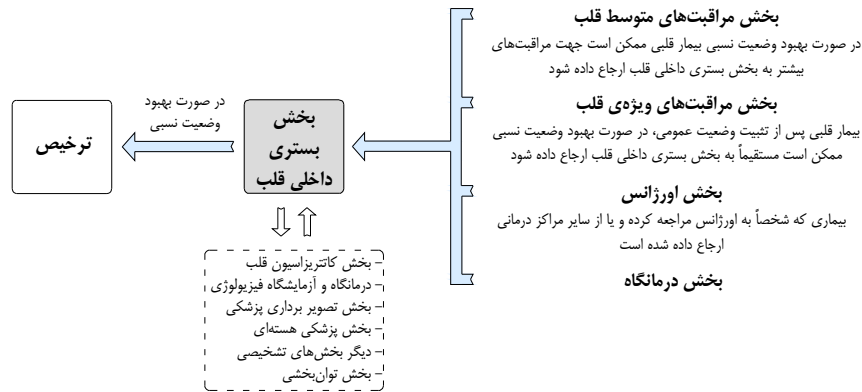 بخش مراقبت‌های متوسط قلب
در صورت بهبود وضعیت نسبی بیمار قلبی ممکن است جهت مراقبت‌های
بیشتر به بخش بستری داخلی قلب ارجاع داده شود
بخش مراقبت‌های ویژه‌ی قلب
بیمار قلبی پس از تثبیت وضعیت عمومی، در صورت بهبود وضعیت نسبی
ممکن است مستقیماً به بخش بستری داخلی قلب ارجاع داده شود
بخش اورژانس
بیماری که شخصاً به اورژانس مراجعه کرده و یا از سایر مراکز درمانی
ارجاع داده شده است
بخش درمانگاه
بخش
بستری
داخلی قلب
در صورت بهبود
وضعیت نسبی
ترخیص
- بخش کاتتریزاسیون قلب
- درمانگاه و آزمایشگاه فیزیولوژی
- بخش تصویر برداری پزشکی
- بخش پزشکی هسته‌ای
- دیگر بخش‌های تشخیصی
- بخش توان‌بخشی